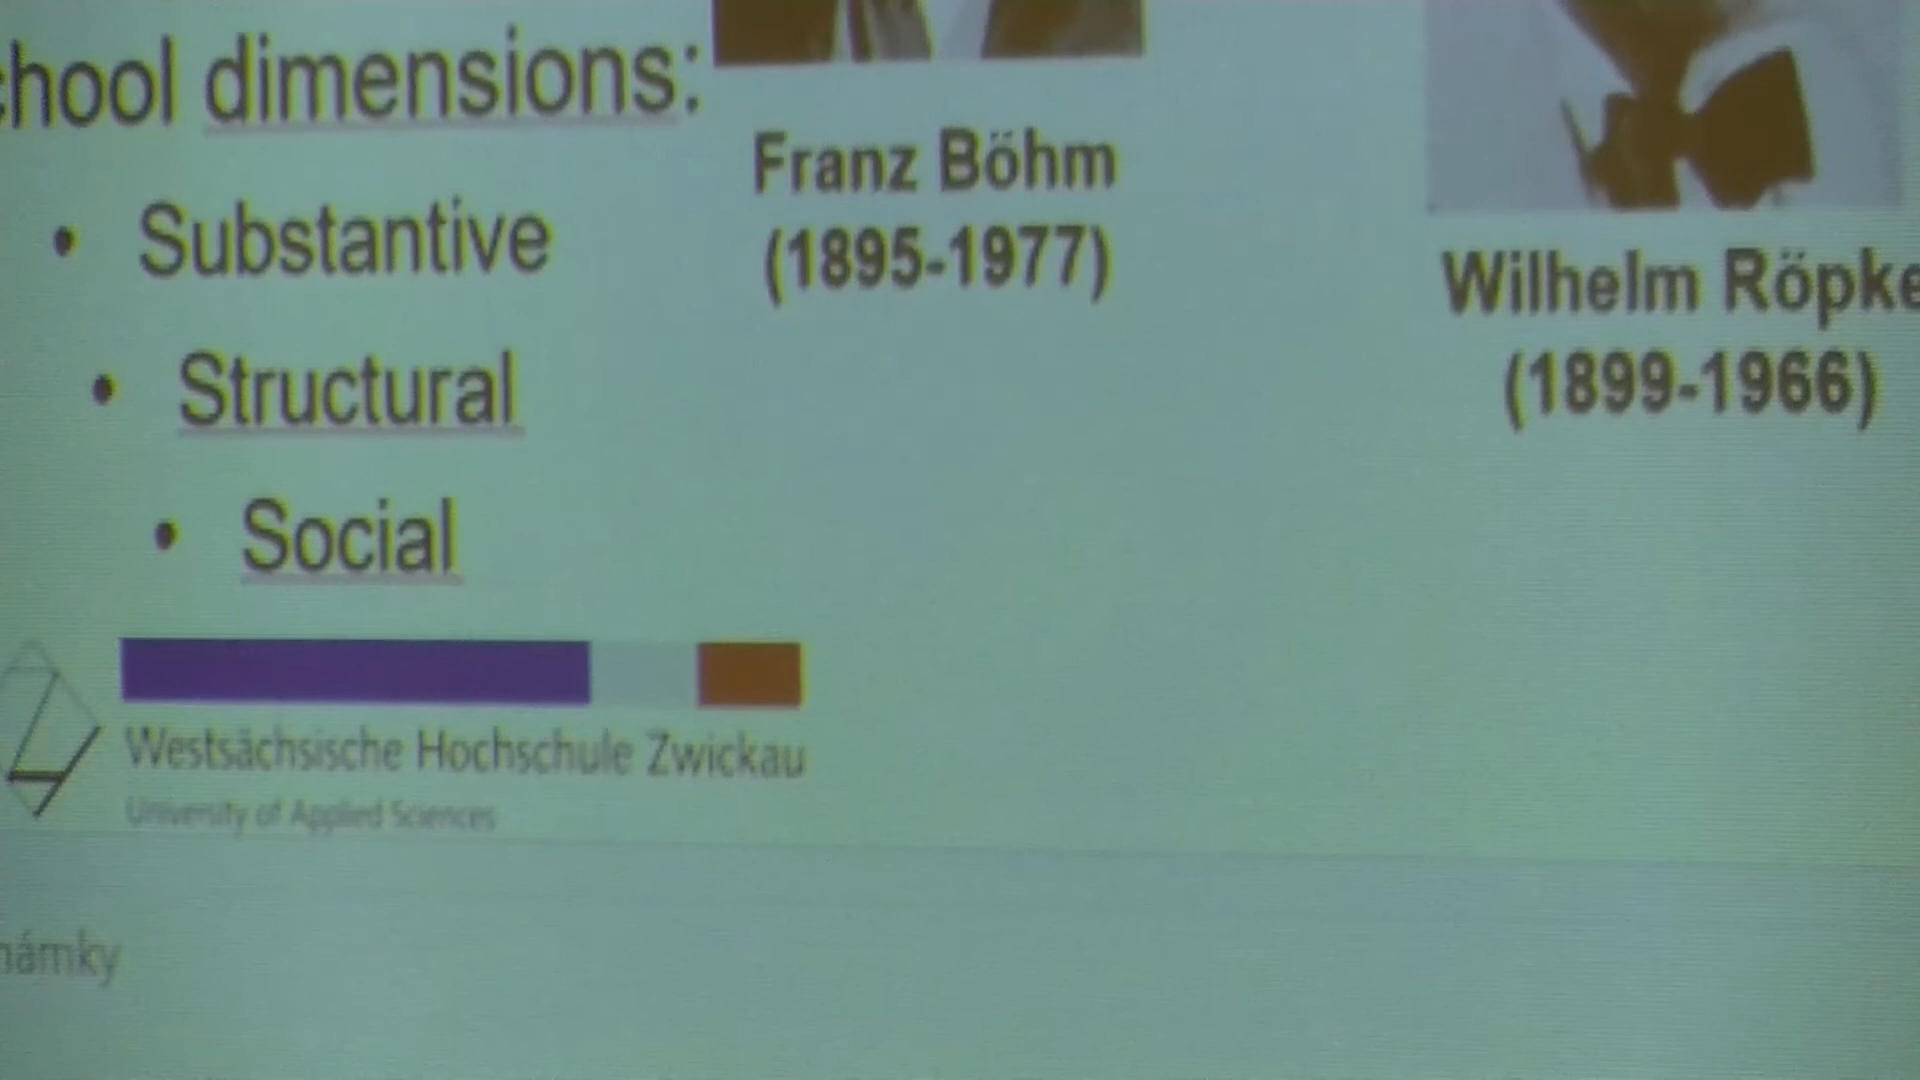 chool dimensions:
• Substantive
• Structural
• Social
Franz Böhm
(1895-1977)
Wilhelm Röpke
(1899-1966)
Westsächsische Hochschule Zwickau
University of Applied Sciences
námky